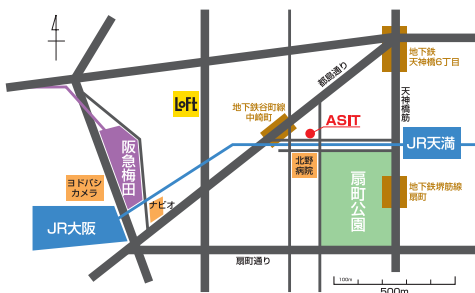 4
地下鉄
天神橋6丁目
都島通り
天神橋筋
LoFt
地下鉄谷町線
中崎町
ASIT
JR天満
阪急梅田
北野
病院
扇町公園
ヨドバシ
カメラ
ナビオ
地下鉄堺筋線
扇町
JR大阪
扇町通り
100m
500m